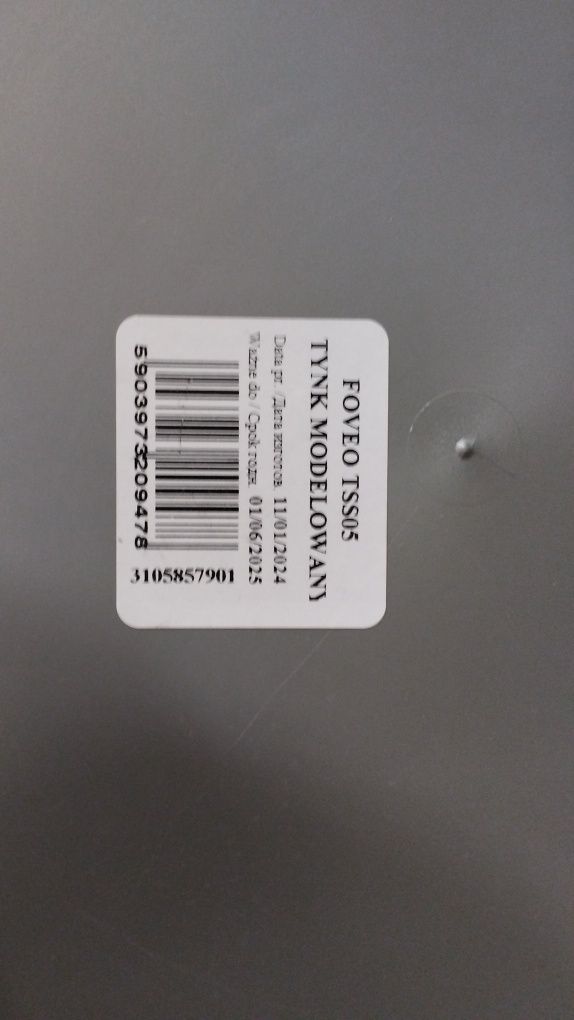 FOVEO TSS05
TYNK MODELOWANY
Data pr. /Дата изготов. 11/01/2024
Ważne do / Срок годн. 01/06/2025
5903973209478
3105857901